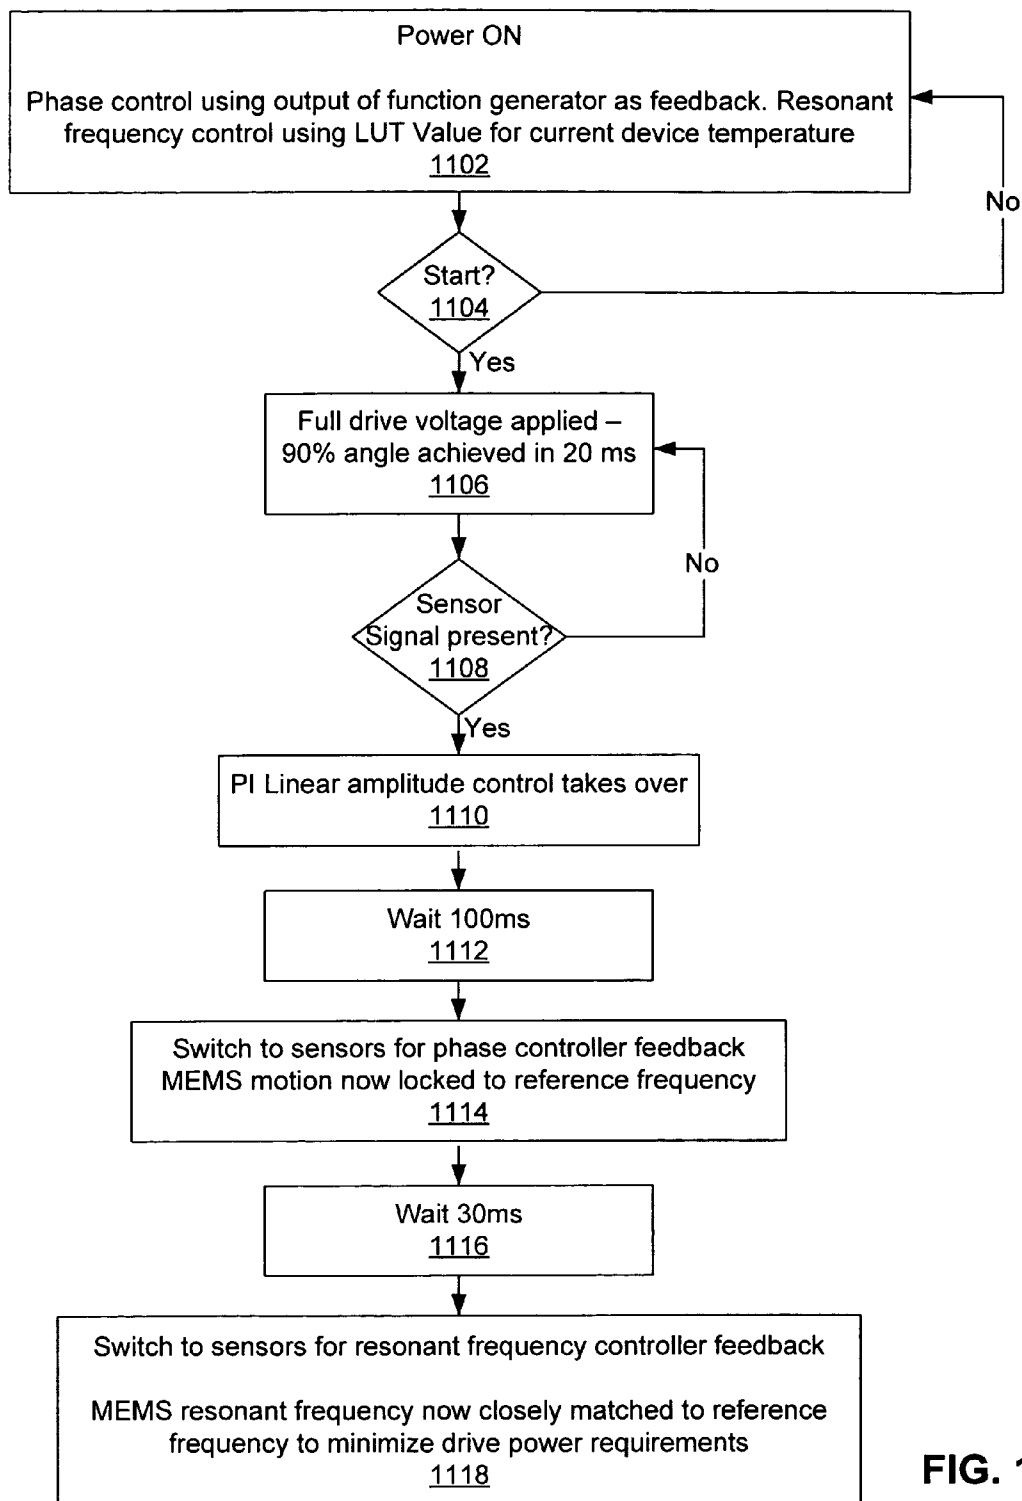 Power ON
Phase control using output of function generator as feedback. Resonant
frequency control using LUT Value for current device temperature
1102
No
Start?
1104
Yes
Full drive voltage applied –
90% angle achieved in 20 ms
1106
No
Sensor
Signal present?
1108
Yes
PI Linear amplitude control takes over
1110
Wait 100ms
1112
Switch to sensors for phase controller feedback
MEMS motion now locked to reference frequency
1114
Wait 30ms
1116
Switch to sensors for resonant frequency controller feedback
MEMS resonant frequency now closely matched to reference
frequency to minimize drive power requirements
1118
FIG.